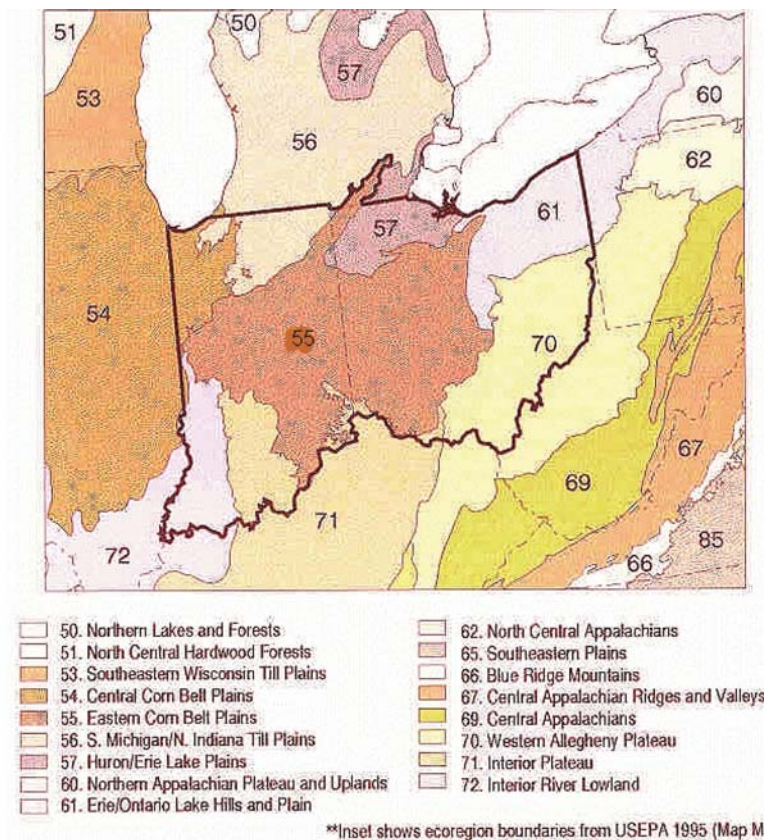 51
50
57
53
60
56
62
57
61
54
55
70
67
69
71
85
72
66
50. Northern Lakes and Forests
51. North Central Hardwood Forests
53. Southeastern Wisconsin Till Plains
54. Central Corn Belt Plains
55. Eastern Corn Belt Plains
56. S. Michigan/N. Indiana Till Plains
57. Huron/Erie Lake Plains
60. Northern Appalachian Plateau and Uplands
61. Erie/Ontario Lake Hills and Plain
62. North Central Appalachians
65. Southeastern Plains
66. Blue Ridge Mountains
67. Central Appalachian Ridges and Valleys
69. Central Appalachians
70. Western Allegheny Plateau
71. Interior Plateau
72. Interior River Lowland
**Inset shows ecoregion boundaries from USEPA 1995 (Map M